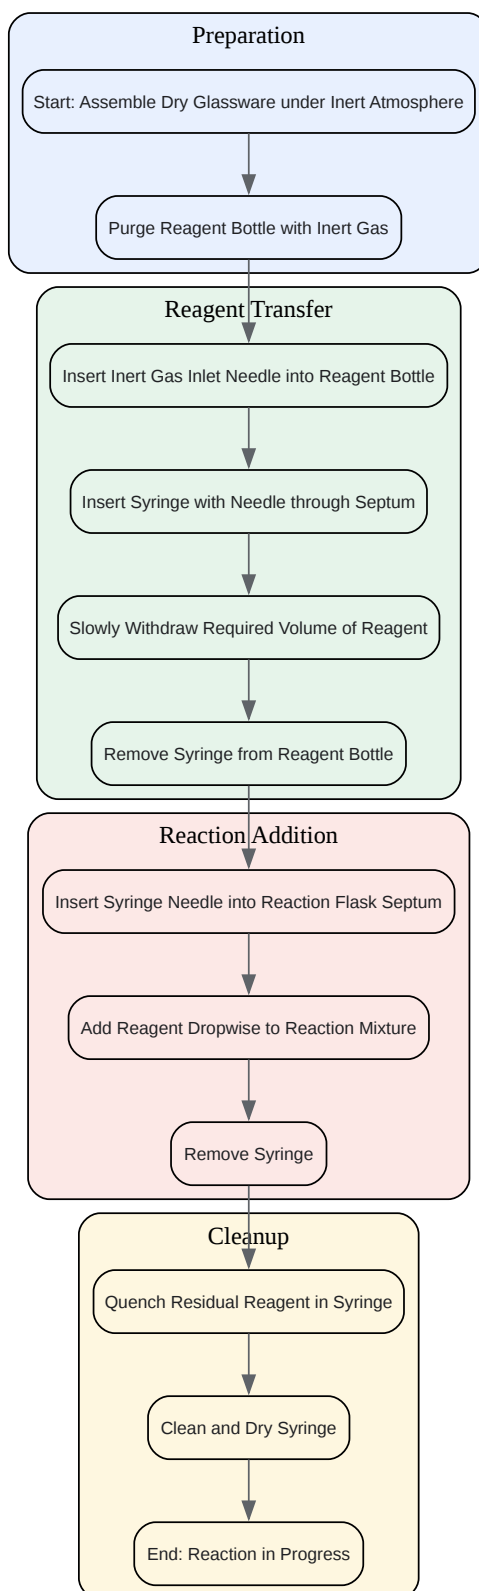 Preparation
Start: Assemble Dry Glassware under Inert Atmosphere
Purge Reagent Bottle with Inert Gas
Reagent Transfer
Insert Inert Gas Inlet Needle into Reagent Bottle
Insert Syringe with Needle through Septum
Slowly Withdraw Required Volume of Reagent
Remove Syringe from Reagent Bottle
Reaction Addition
Insert Syringe Needle into Reaction Flask Septum
Add Reagent Dropwise to Reaction Mixture
Remove Syringe
Cleanup
Quench Residual Reagent in Syringe
Clean and Dry Syringe
End: Reaction in Progress